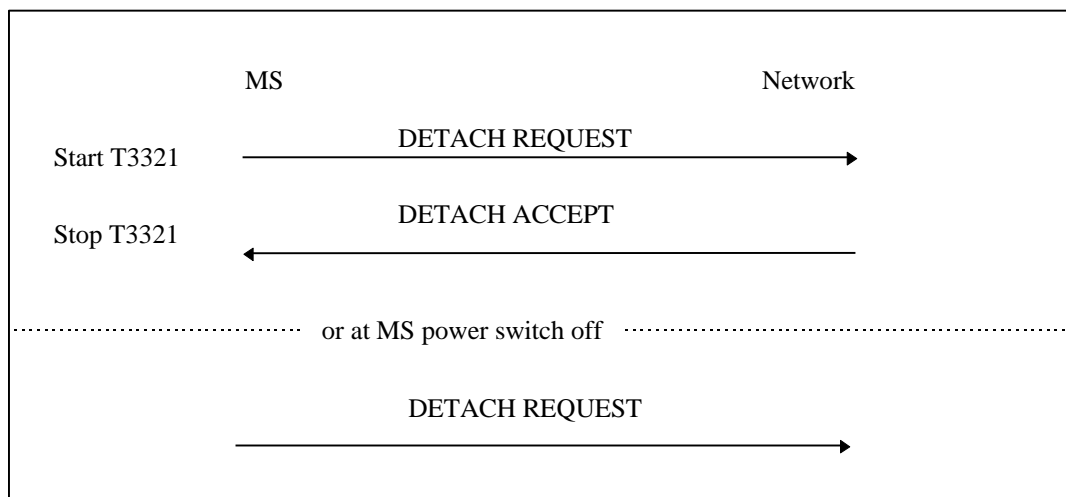 MS Network
DETACH REQUEST
Start T3321
DETACH ACCEPT
Stop T3321
or at MS power switch off
DETACH REQUEST